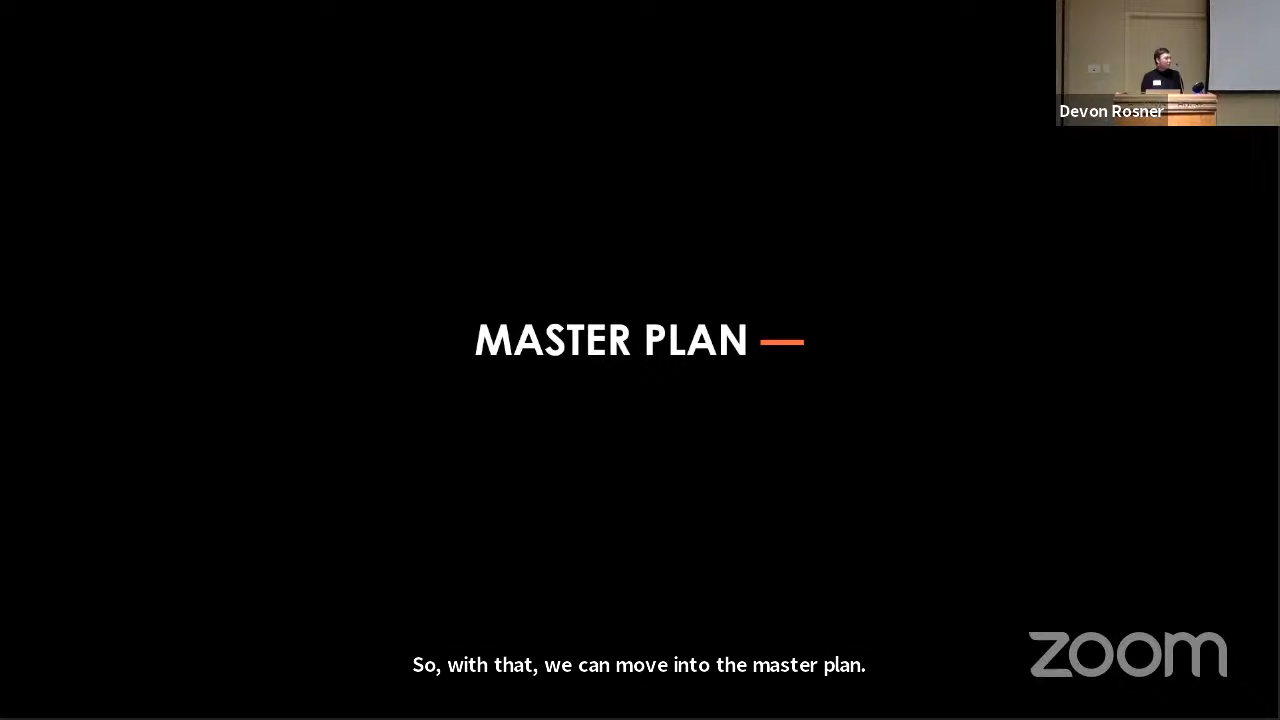 Devon Rosner
MASTER PLAN —
So, with that, we can move into the master plan.
zoom